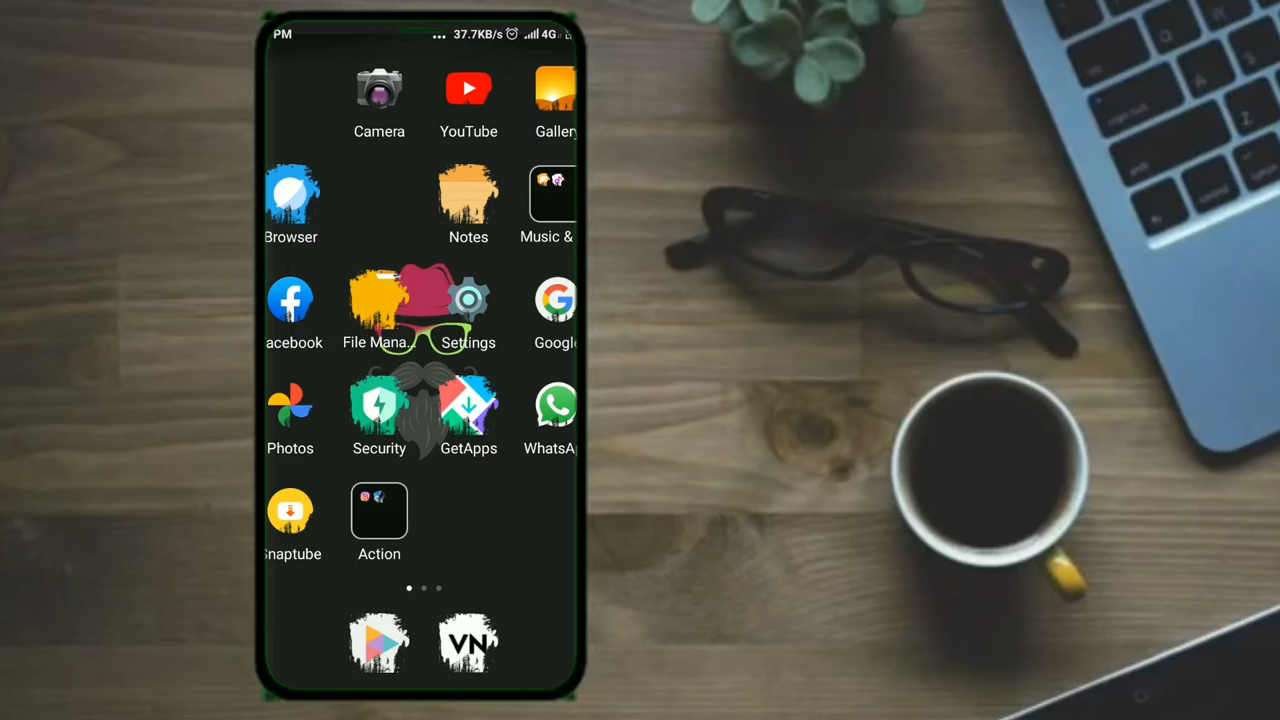 PM ... 37.7KB/s 4G
Camera YouTube Gallery
Browser Notes Music &
acebook File Mana... Settings Googl
Photos Security GetApps WhatsAp
Snaptube Action
VN